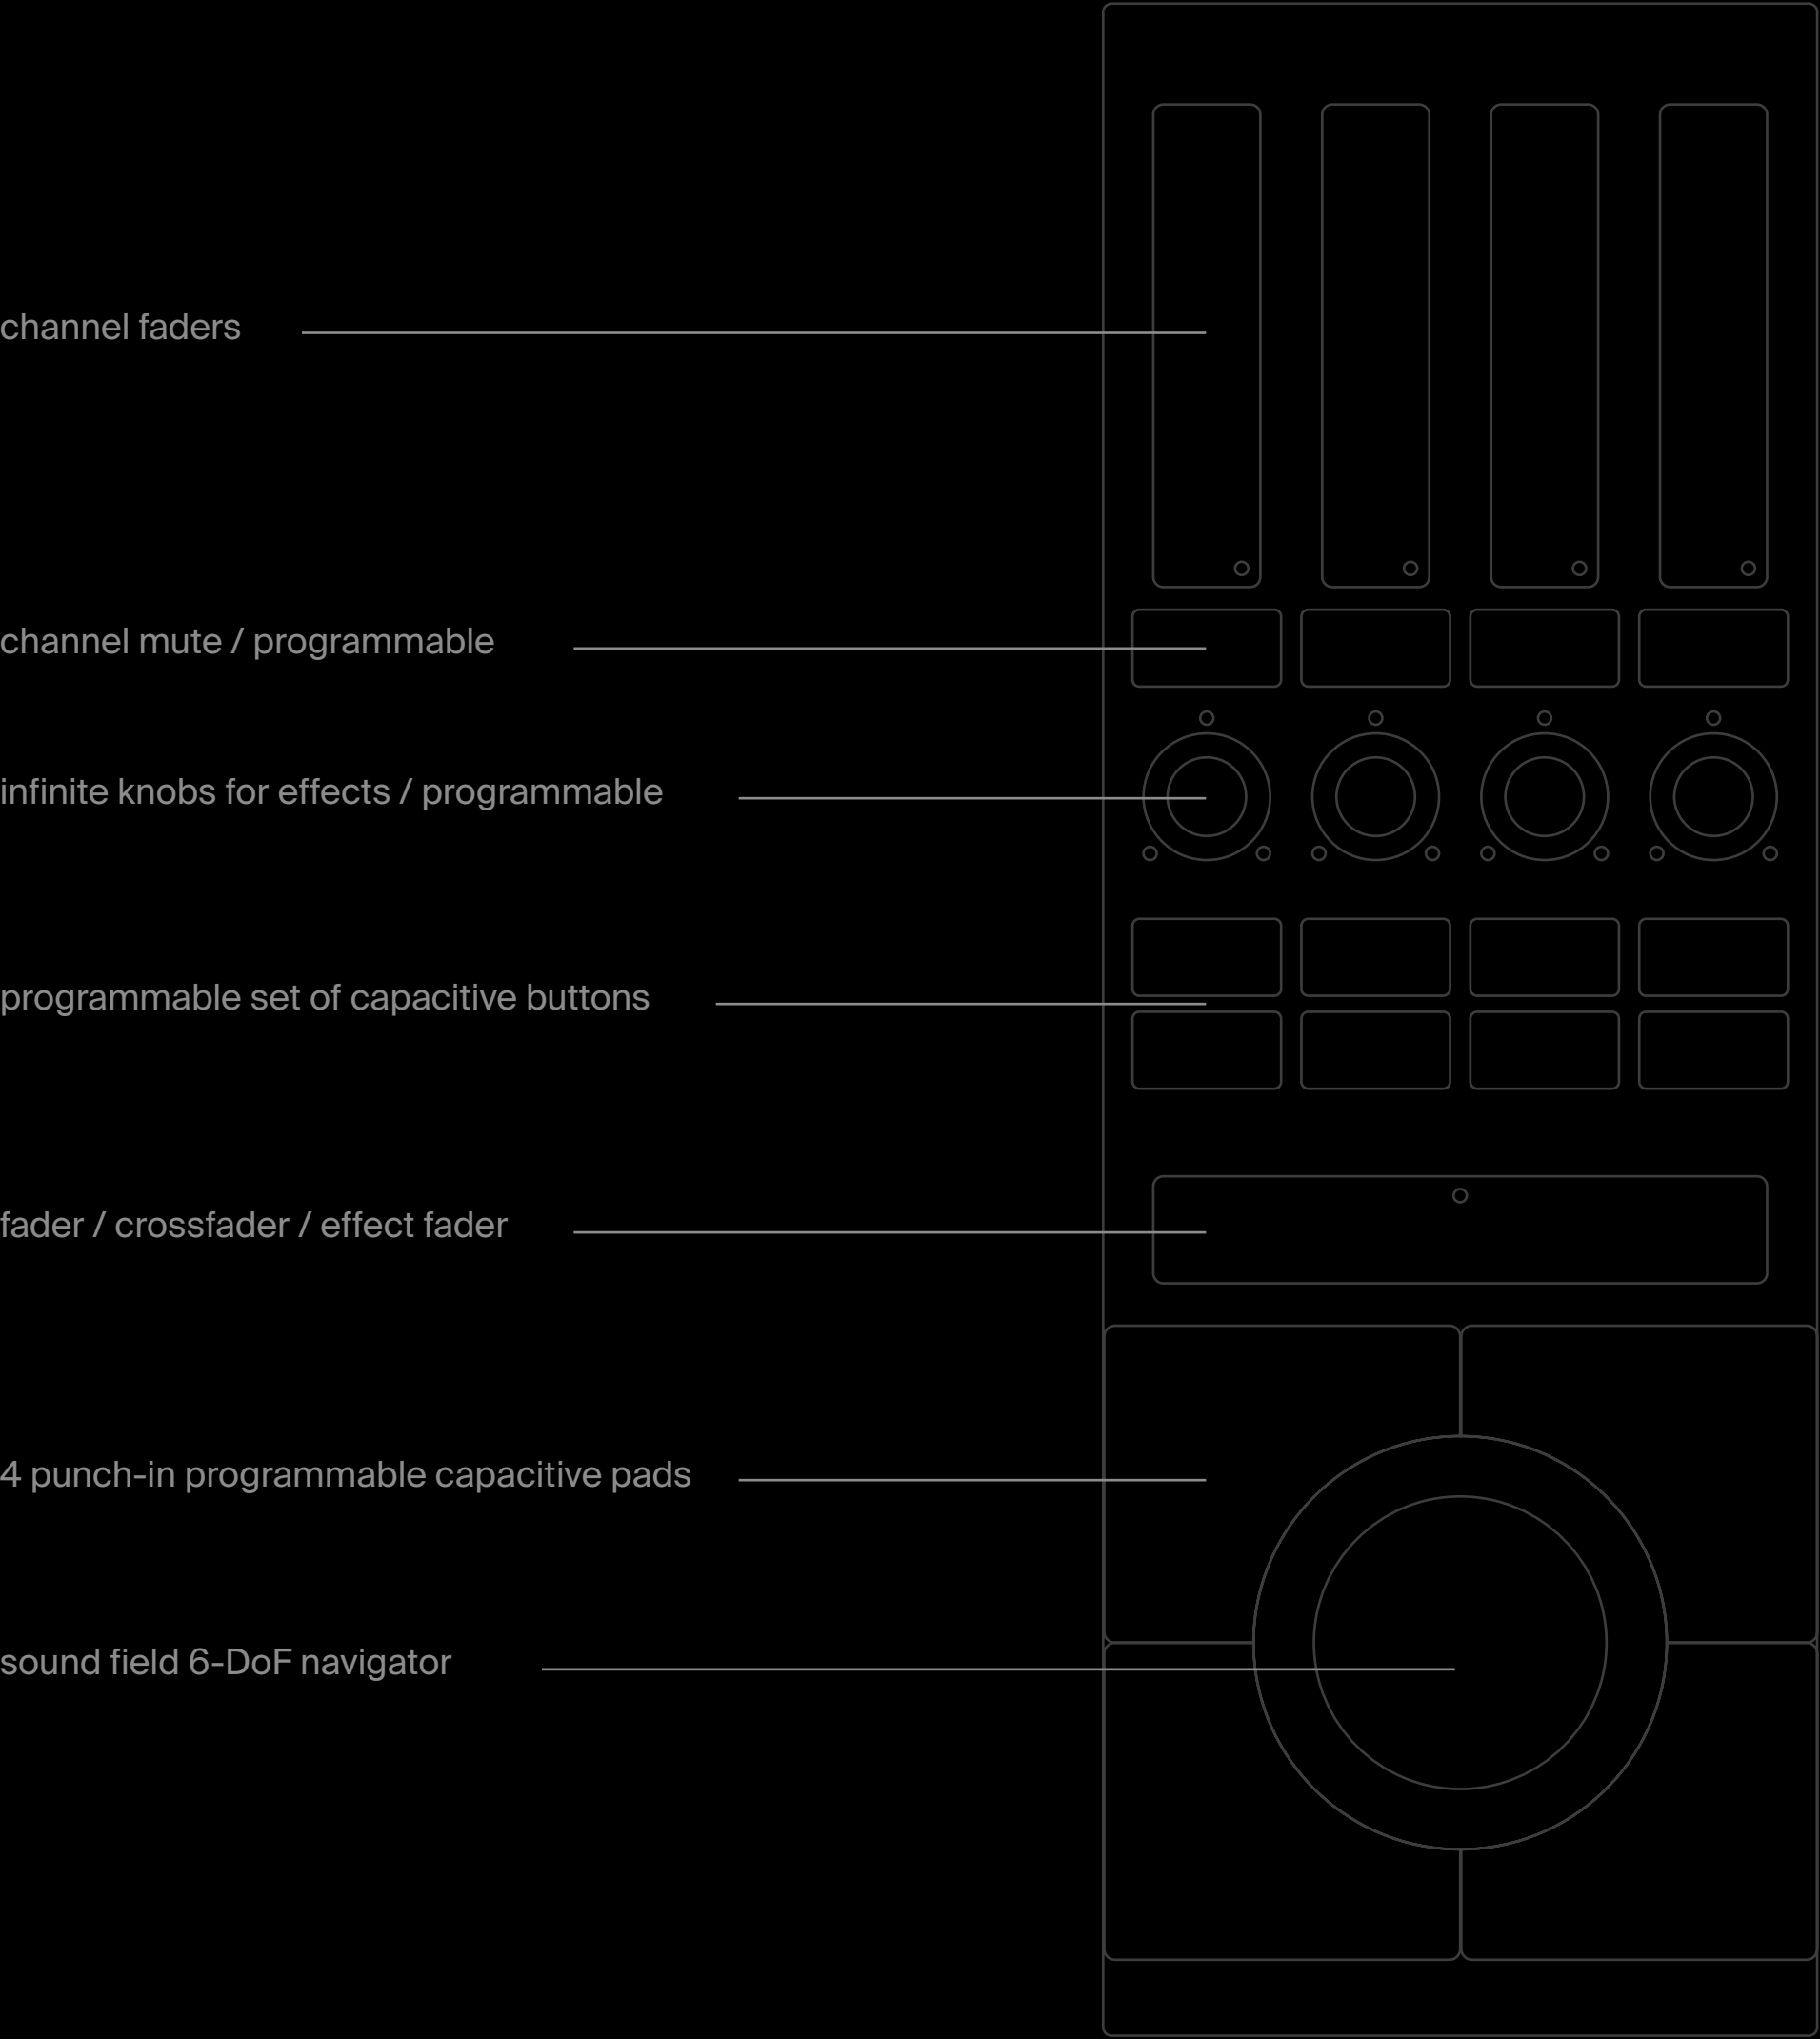 channel faders
channel mute / programmable
infinite knobs for effects / programmable
programmable set of capacitive buttons
fader / crossfader / effect fader
4 punch-in programmable capacitive pads
sound field 6-DoF navigator